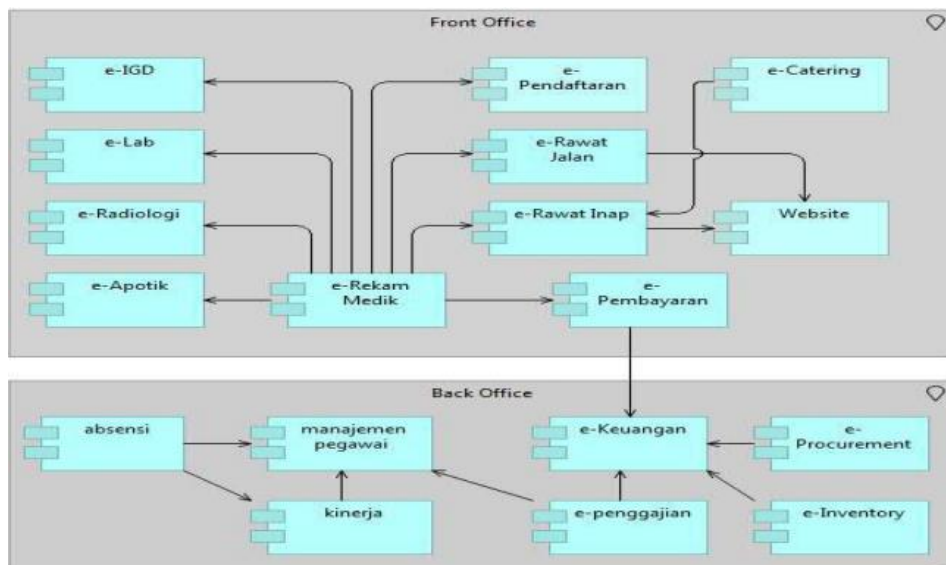 Front Office
e-IGD
e-
Pendaftaran
e-Catering
e-Lab
e-Rawat
Jalan
e-Radiologi
e-Rawat Inap
Website
e-Apotik
e-Rekam
Medik
e-
Pembayaran
Back Office
absensi
manajemen
pegawai
e-Keuangan
e-
Procurement
kinerja
e-penggajian
e-Inventory